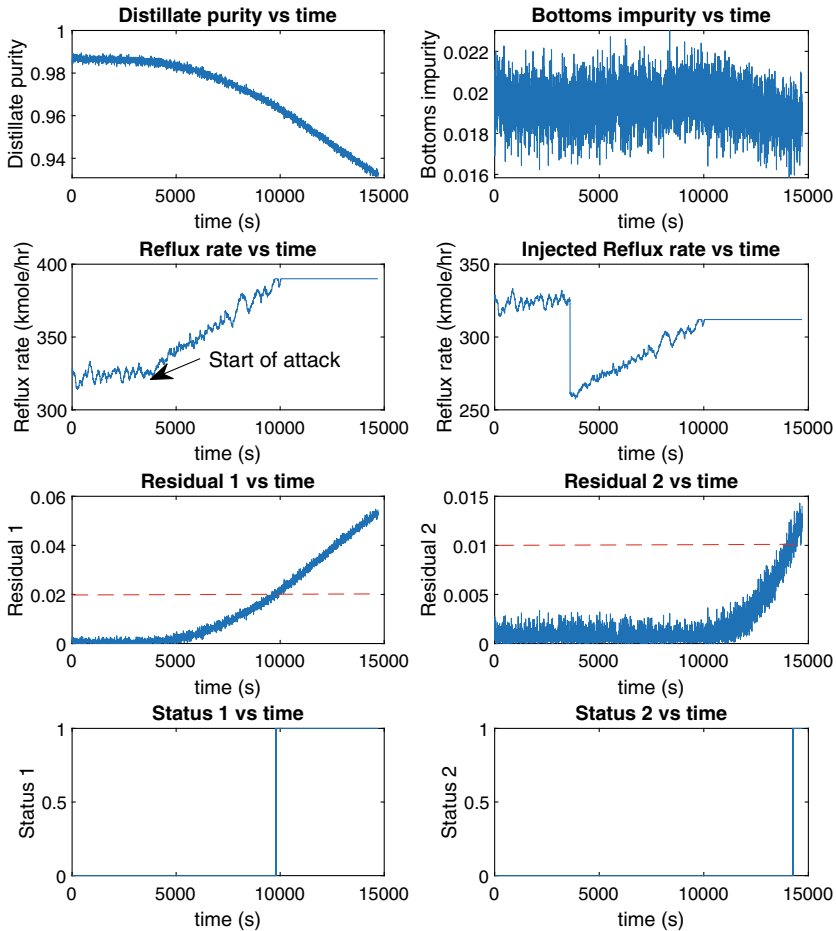 Distillate purity vs time
1
0.98
0.96
0.94
Distillate purity
0
5000
10000
15000
time (s)
Bottoms impurity vs time
0.022
0.02
0.018
0.016
Bottoms impurity
0
5000
10000
15000
time (s)
Reflux rate vs time
400
350
300
Reflux rate (kmole/hr)
Start of attack
0
5000
10000
15000
time (s)
Injected Reflux rate vs time
350
300
250
Reflux rate (kmole/hr)
0
5000
10000
15000
time (s)
Residual 1 vs time
0.06
0.04
0.02
0
Residual 1
0
5000
10000
15000
time (s)
Residual 2 vs time
0.015
0.01
0.005
0
Residual 2
0
5000
10000
15000
time (s)
Status 1 vs time
1
0.5
0
Status 1
0
5000
10000
15000
time (s)
Status 2 vs time
1
0.5
0
Status 2
0
5000
10000
15000
time (s)